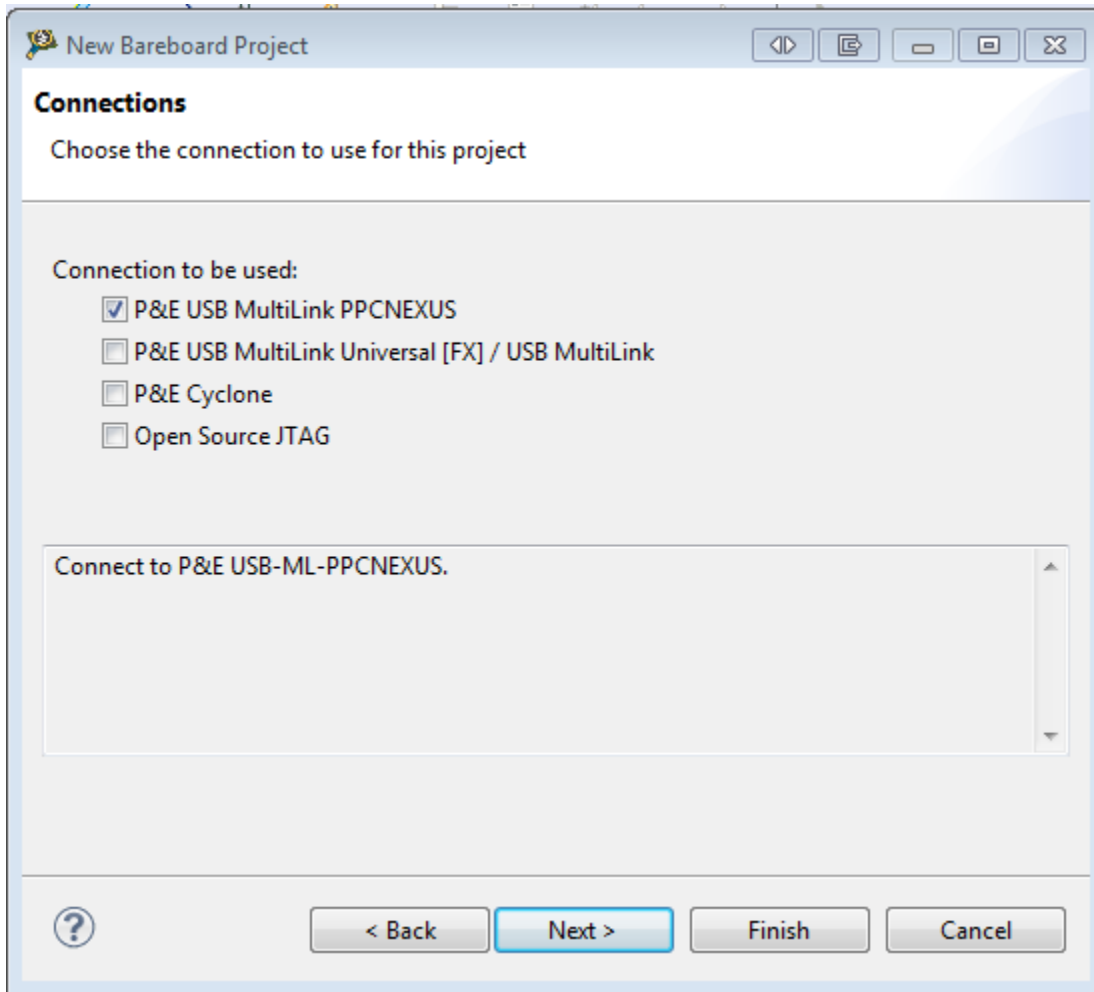 New Bareboard Project
Connections
Choose the connection to use for this project
Connection to be used:
P&E USB MultiLink PPCNEXUS
P&E USB MultiLink Universal [FX] / USB MultiLink
P&E Cyclone
Open Source JTAG
Connect to P&E USB-ML-PPCNEXUS.
?
< Back
Next >
Finish
Cancel